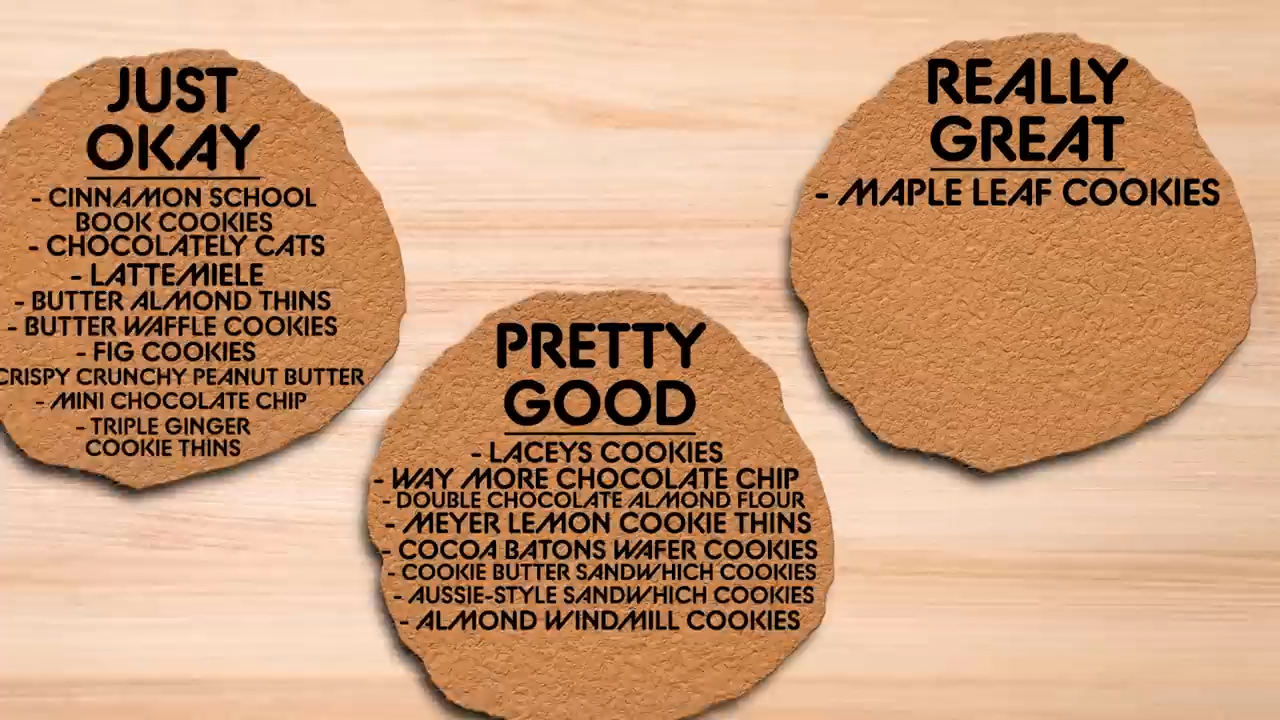 JUST
OKAY
- CINNAMON SCHOOL
BOOK COOKIES
- CHOCOLATELY CATS
- LATTEMIELE
- BUTTER ALMOND THINS
- BUTTER WAFFLE COOKIES
- FIG COOKIES
CRISPY CRUNCHY PEANUT BUTTER
- MINI CHOCOLATE CHIP
- TRIPLE GINGER
COOKIE THINS
PRETTY
GOOD
- LACEYS COOKIES
- WAY MORE CHOCOLATE CHIP
- DOUBLE CHOCOLATE ALMOND FLOUR
- MEYER LEMON COOKIE THINS
- COCOA BATONS WAFER COOKIES
- COOKIE BUTTER SANDWHICH COOKIES
- AUSSIE-STYLE SANDWHICH COOKIES
- ALMOND WINDMILL COOKIES
REALLY
GREAT
- MAPLE LEAF COOKIES